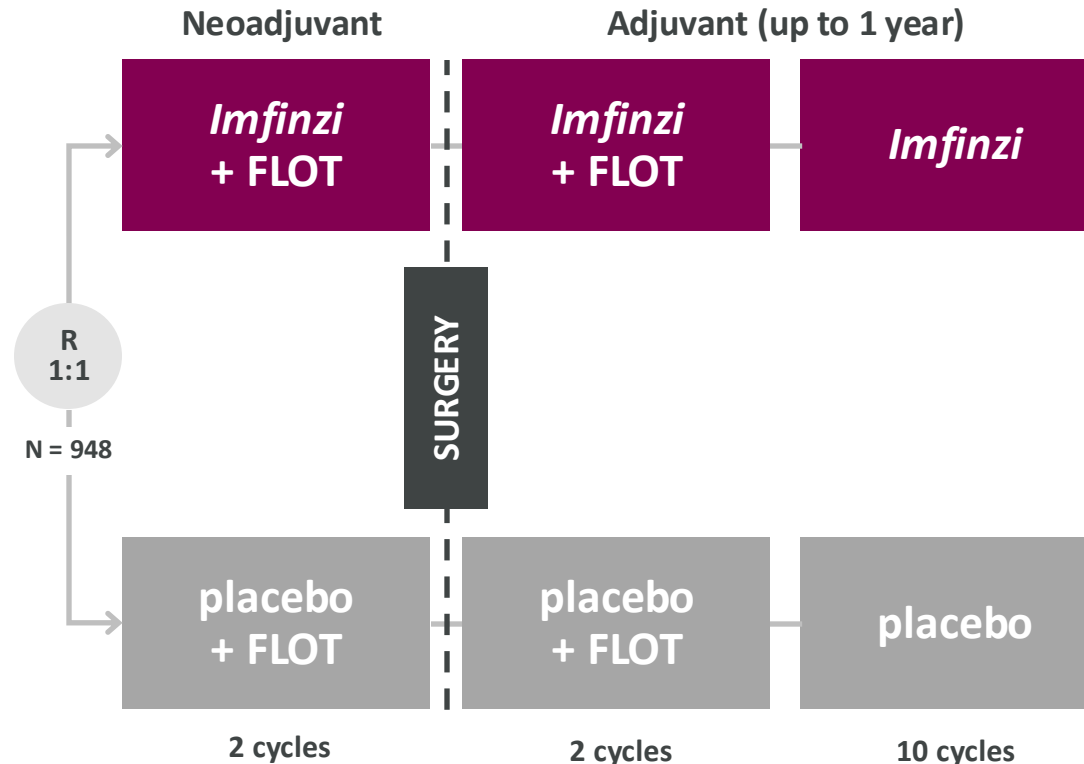 Neoadjuvant
Adjuvant (up to 1 year)
Imfinzi
+ FLOT
Imfinzi
+ FLOT
Imfinzi
SURGERY
R
1:1
N = 948
placebo
+ FLOT
placebo
+ FLOT
placebo
2 cycles
2 cycles
10 cycles